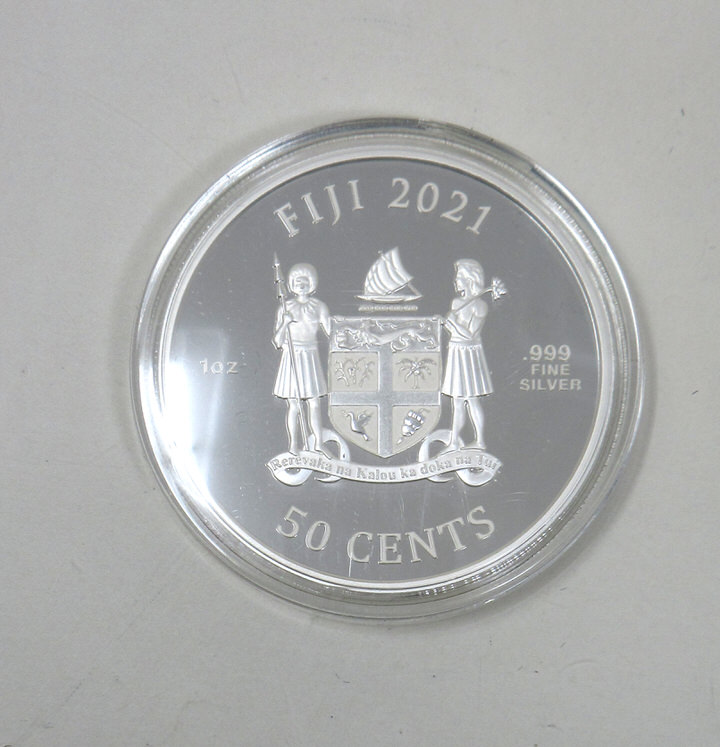 FIJI 2021
1oz
.999
FINE
SILVER
Rerevaka na Kalou ka doka na Tui
50 CENTS